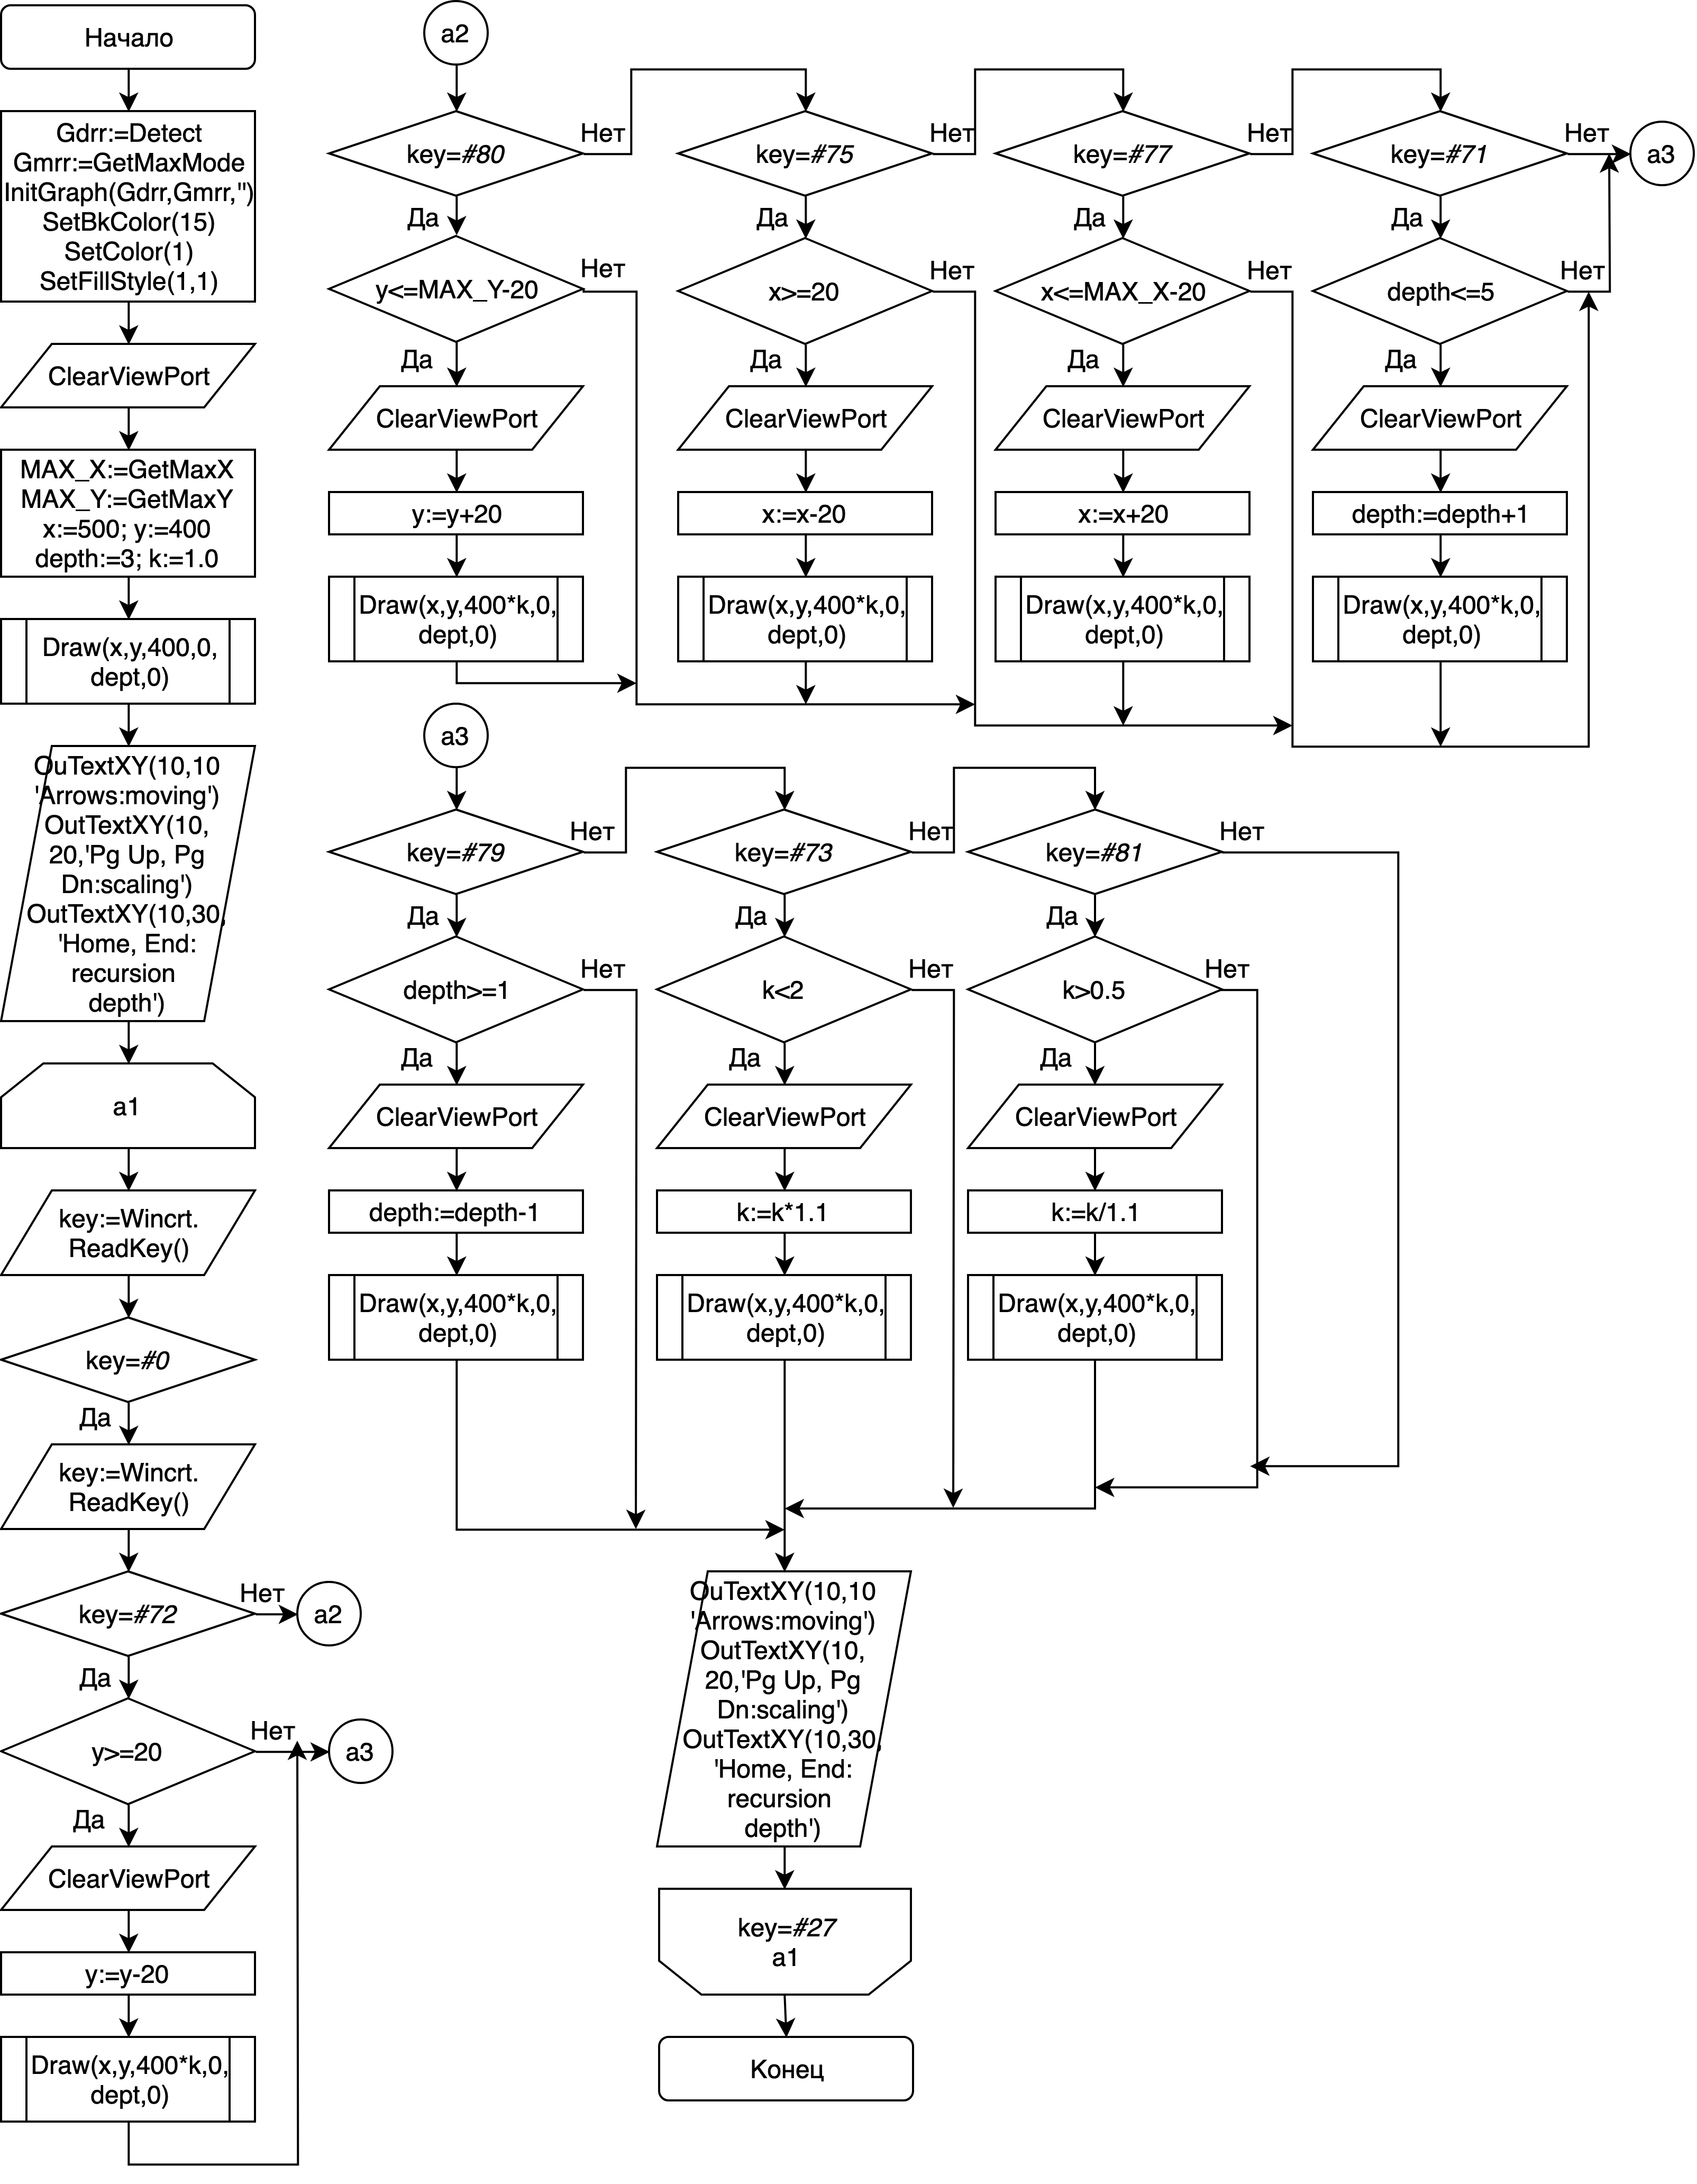 Начало
Gdrr:=Detect
Gmrr:=GetMaxMode
InitGraph(Gdrr,Gmrr,'')
SetBkColor(15)
SetColor(1)
SetFillStyle(1,1)
ClearViewPort
MAX_X:=GetMaxX
MAX_Y:=GetMaxY
x:=500; y:=400
depth:=3; k:=1.0
Draw(x,y,400,0,
dept,0)
OuTextXY(10,10
'Arrows:moving')
OutTextXY(10,
20,'Pg Up, Pg
Dn:scaling')
OutTextXY(10,30,
'Home, End:
recursion
depth')
a1
key:=Wincrt.
ReadKey()
key=#0
Да
key:=Wincrt.
ReadKey()
key=#72
Нет
a2
Да
y>=20
Нет
a3
Да
ClearViewPort
y:=y-20
Draw(x,y,400*k,0,
dept,0)
a2
key=#80
Нет
Да
y<=MAX_Y-20
Нет
Да
ClearViewPort
y:=y+20
Draw(x,y,400*k,0,
dept,0)
key=#75
Нет
Да
x>=20
Нет
Да
ClearViewPort
x:=x-20
Draw(x,y,400*k,0,
dept,0)
key=#77
Нет
Да
x<=MAX_X-20
Нет
Да
ClearViewPort
x:=x+20
Draw(x,y,400*k,0,
dept,0)
key=#71
Нет
a3
Да
depth<=5
Нет
Да
ClearViewPort
depth:=depth+1
Draw(x,y,400*k,0,
dept,0)
a3
key=#79
Нет
Да
depth>=1
Нет
Да
ClearViewPort
depth:=depth-1
Draw(x,y,400*k,0,
dept,0)
key=#73
Нет
Да
k<2
Нет
Да
ClearViewPort
k:=k*1.1
Draw(x,y,400*k,0,
dept,0)
key=#81
Нет
Да
k>0.5
Нет
Да
ClearViewPort
k:=k/1.1
Draw(x,y,400*k,0,
dept,0)
OuTextXY(10,10
'Arrows:moving')
OutTextXY(10,
20,'Pg Up, Pg
Dn:scaling')
OutTextXY(10,30,
'Home, End:
recursion
depth')
key=#27
a1
Конец